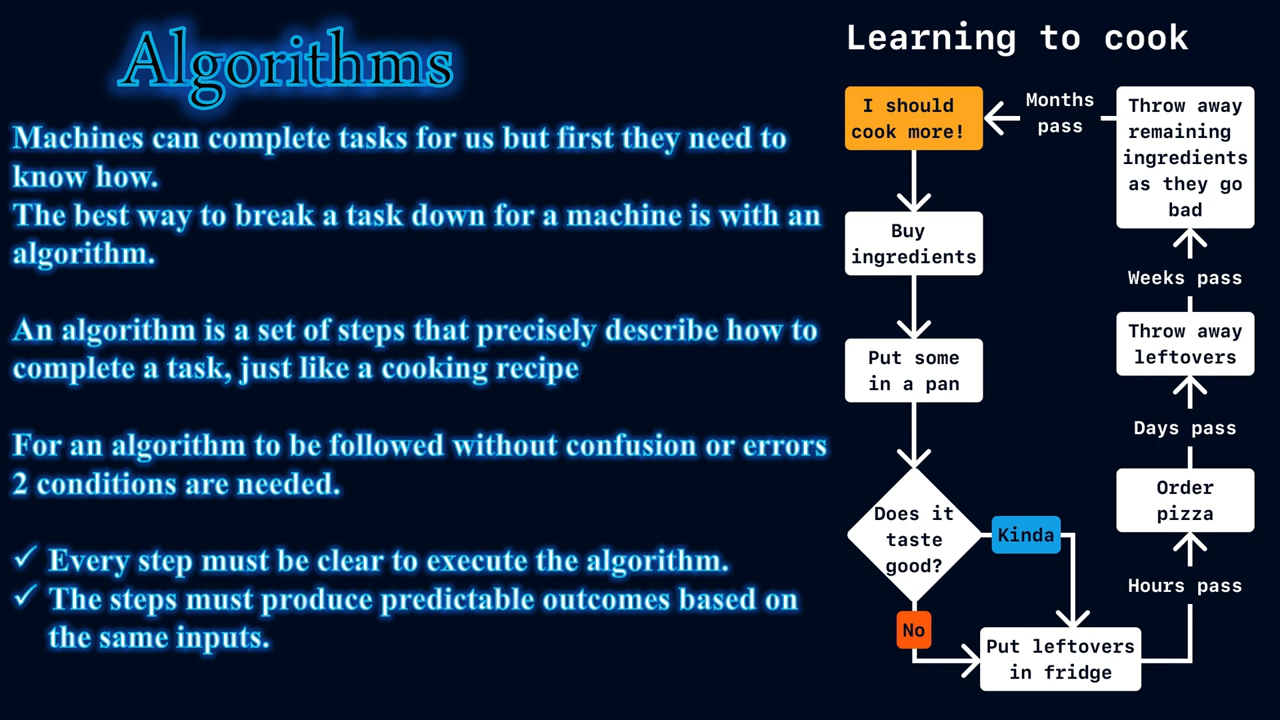 Algorithms
Machines can complete tasks for us but first they need to
know how.
The best way to break a task down for a machine is with an
algorithm.
An algorithm is a set of steps that precisely describe how to
complete a task, just like a cooking recipe
For an algorithm to be followed without confusion or errors
2 conditions are needed.
✓ Every step must be clear to execute the algorithm.
✓ The steps must produce predictable outcomes based on
the same inputs.
Learning to cook
I should
cook more!
Buy
ingredients
Put some
in a pan
Does it
taste
good?
Kinda
No
Put leftovers
in fridge
Hours pass
Order
pizza
Days pass
Throw away
leftovers
Weeks pass
Throw away
remaining
ingredients
as they go
bad
Months
pass